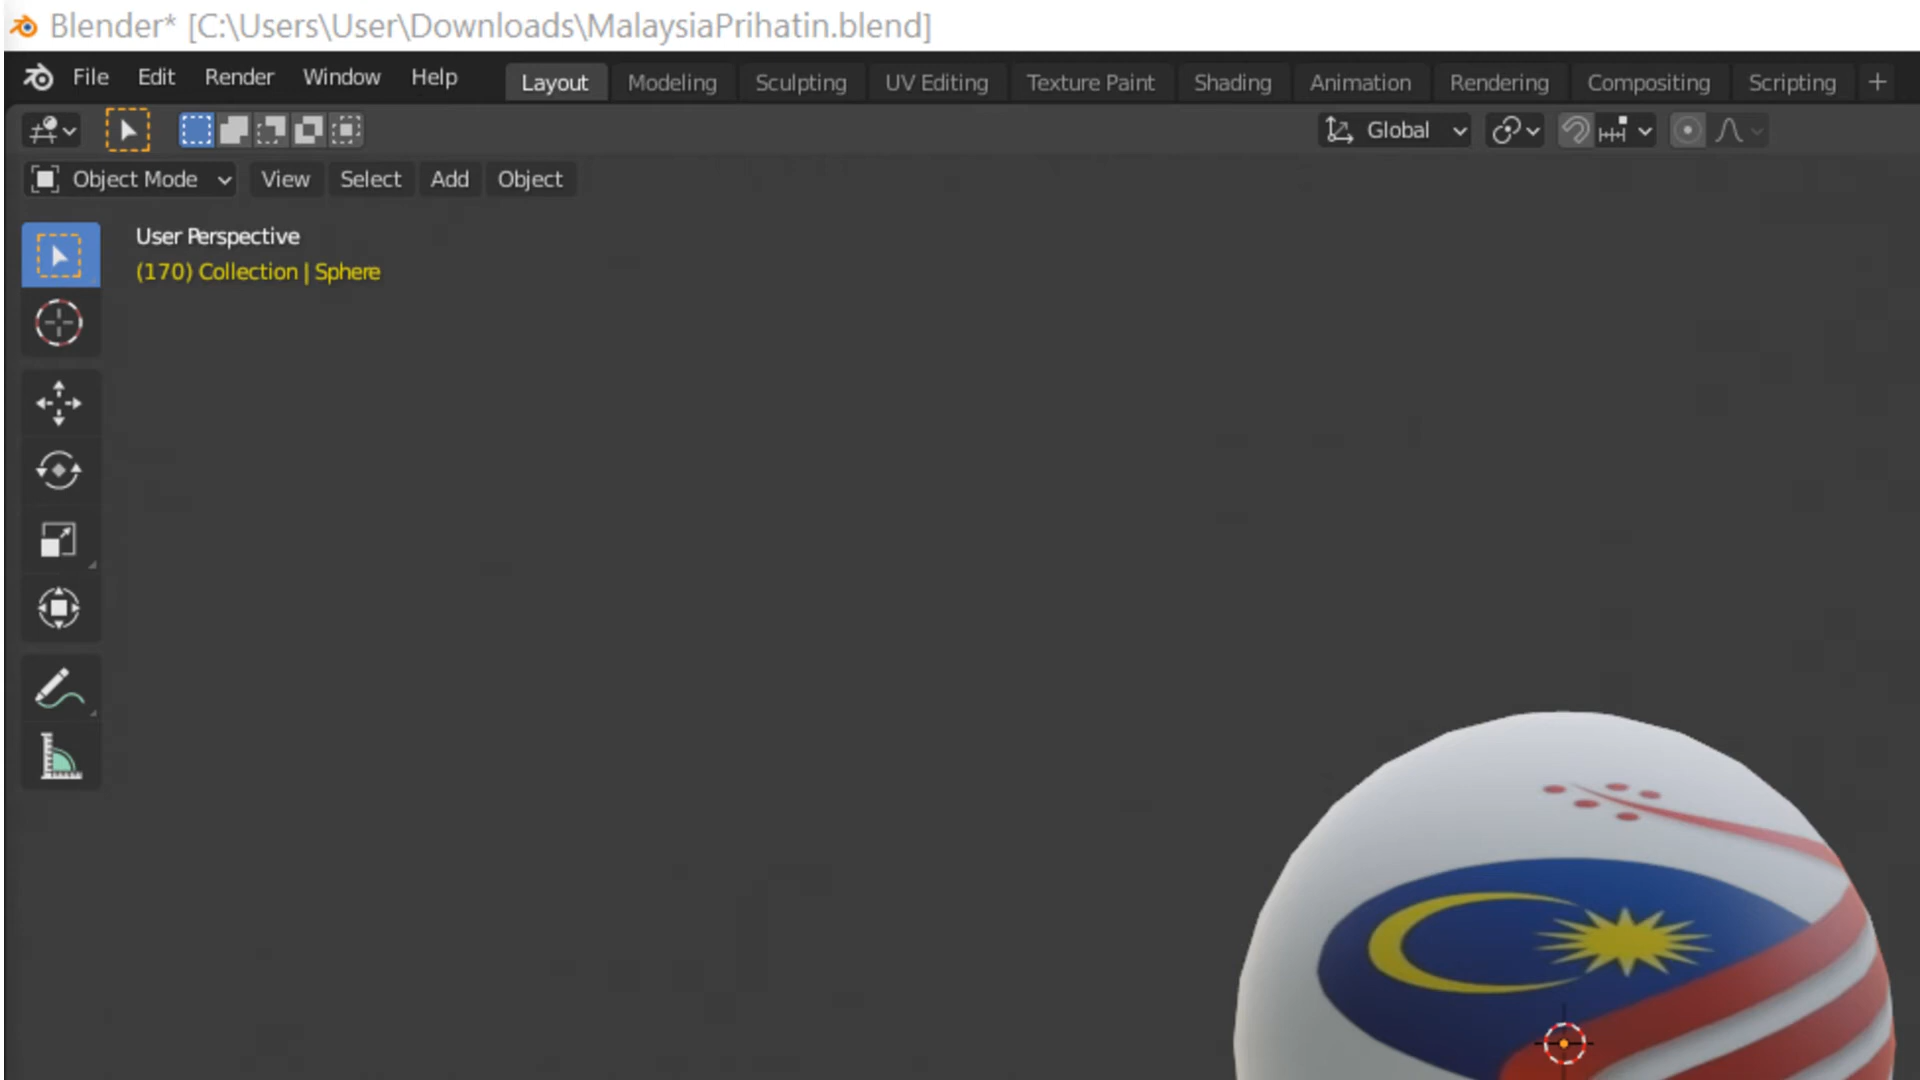 Blender* [C:\Users\User\Downloads\MalaysiaPrihatin.blend]
File Edit Render Window Help Layout Modeling Sculpting UV Editing Texture Paint Shading Animation Rendering Compositing Scripting +
Global
Object Mode View Select Add Object
User Perspective
(170) Collection | Sphere